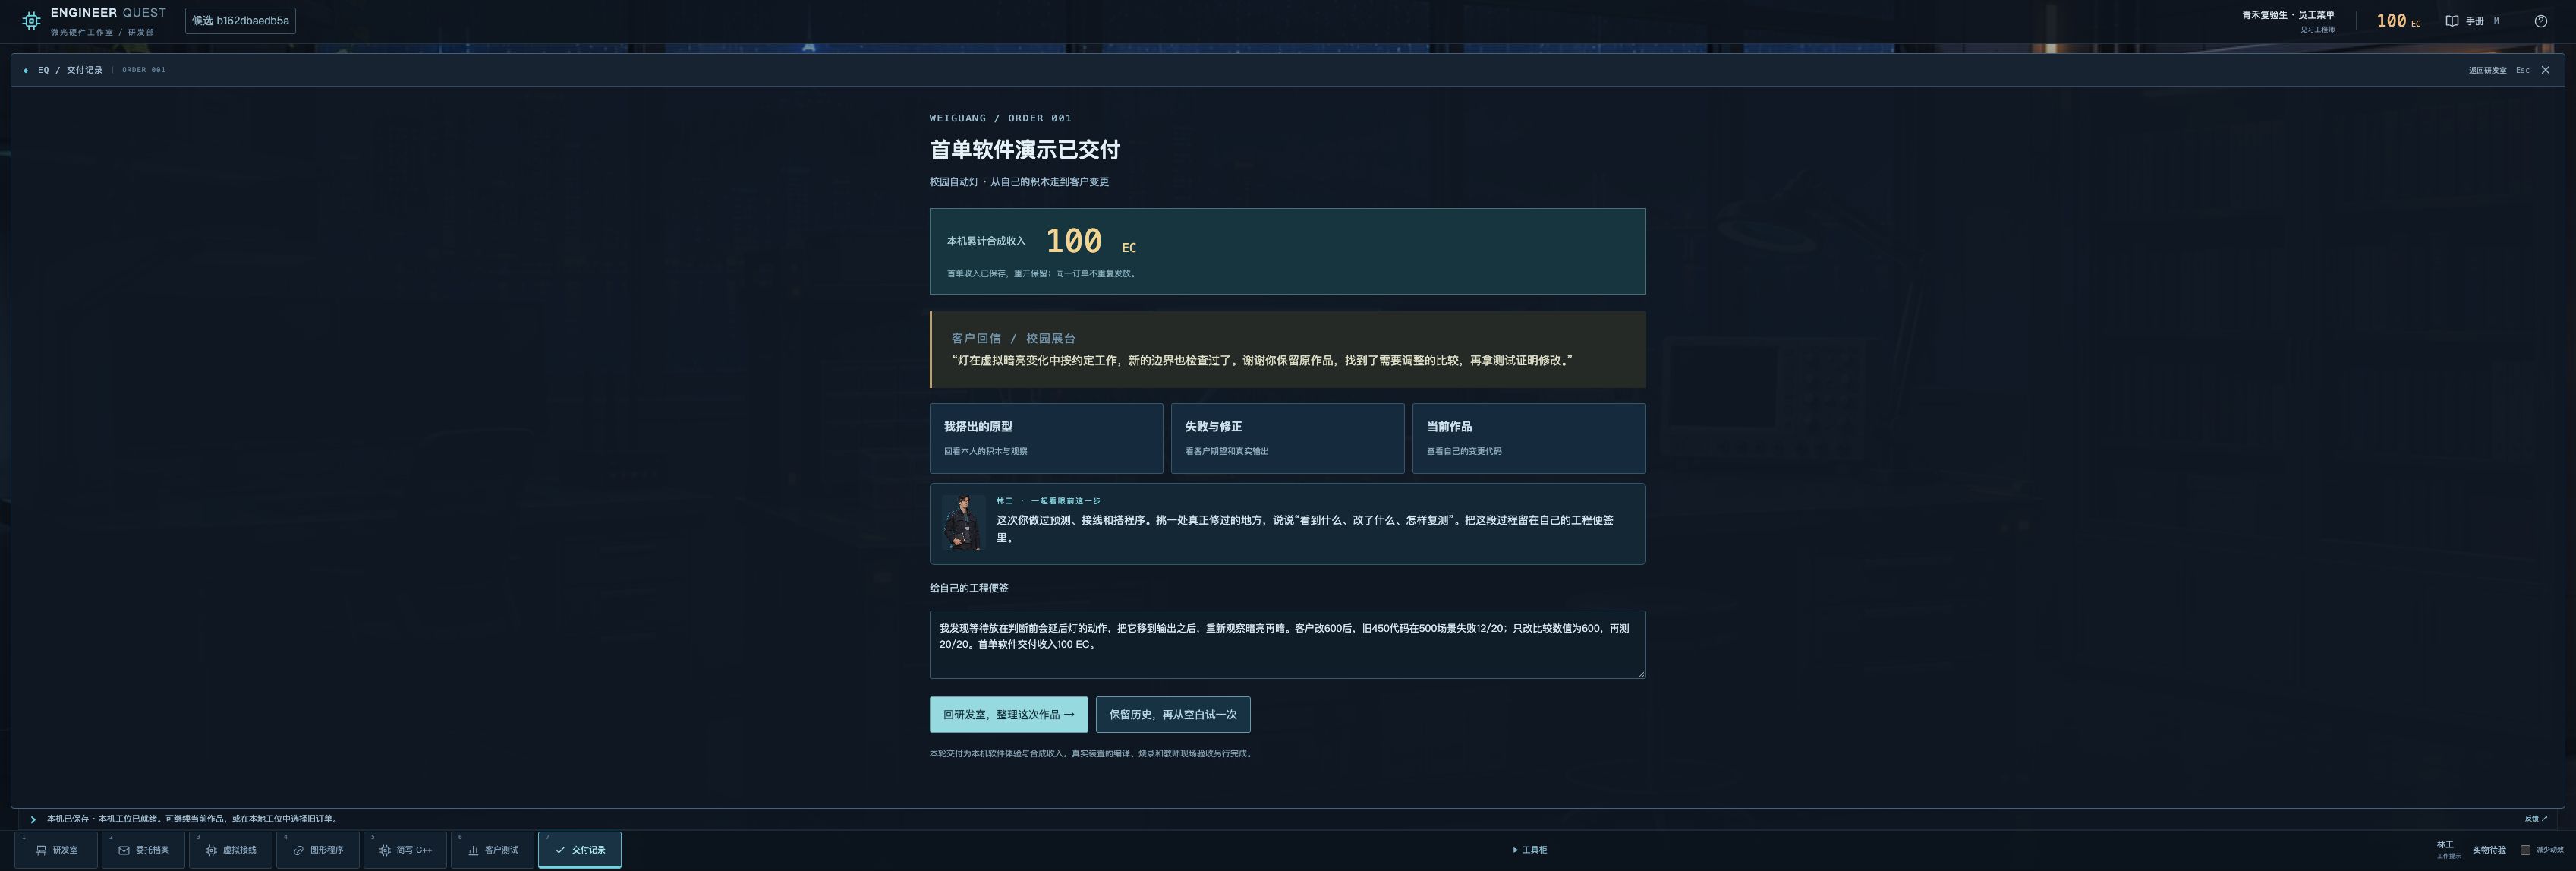 ENGINEER QUEST
微光硬件工作室 / 研发部
候选 b162dbaedb5a
青禾复验生 · 员工菜单
见习工程师
100 EC
手册 M
EQ / 交付记录 | ORDER 001
返回研发室 Esc
WEIGUANG / ORDER 001
首单软件演示已交付
校园自动灯 · 从自己的积木走到客户变更
本机累计合成收入 100 EC
首单收入已保存，重开保留；同一订单不重复发放。
客户回信 / 校园展台
“灯在虚拟暗亮变化中按约定工作，新的边界也检查过了。谢谢你保留原作品，找到了需要调整的比较，再拿测试证明修改。”
我搭出的原型
回看本人的积木与观察
失败与修正
看客户期望和真实输出
当前作品
查看自己的变更代码
林工 · 一起看眼前这一步
这次你做过预测、接线和搭程序。挑一处真正修过的地方，说说“看到什么、改了什么、怎样复测”。把这段过程留在自己的工程便签
里。
给自己的工程便签
我发现等待放在判断前会延后灯的动作，把它移到输出之后，重新观察暗亮再暗。客户改600后，旧450代码在500场景失败12/20；只改比较数值为600，再测
20/20。首单软件交付收入100 EC。
回研发室，整理这次作品 →
保留历史，再从空白试一次
本轮交付为本机软件体验与合成收入。真实装置的编译、烧录和教师现场验收另行完成。
本机已保存 · 本机工位已就绪。可继续当前作品，或在本地工位中选择旧订单。
反馈 ↗
1 研发室
2 委托档案
3 虚拟接线
4 图形程序
5 简写 C++
6 客户测试
7 交付记录
工具柜
林工
工作提示
实物待验
减少动效